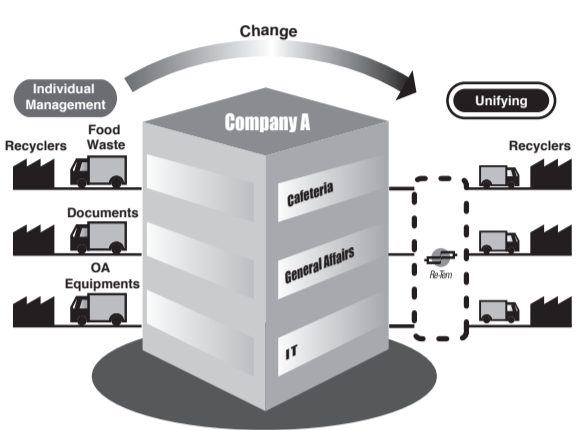 Change
Individual
Management
Unifying
Company A
Recyclers
Food
Waste
Recyclers
Cafeteria
Documents
General Affairs
Re-Tem
OA
Equipments
IT